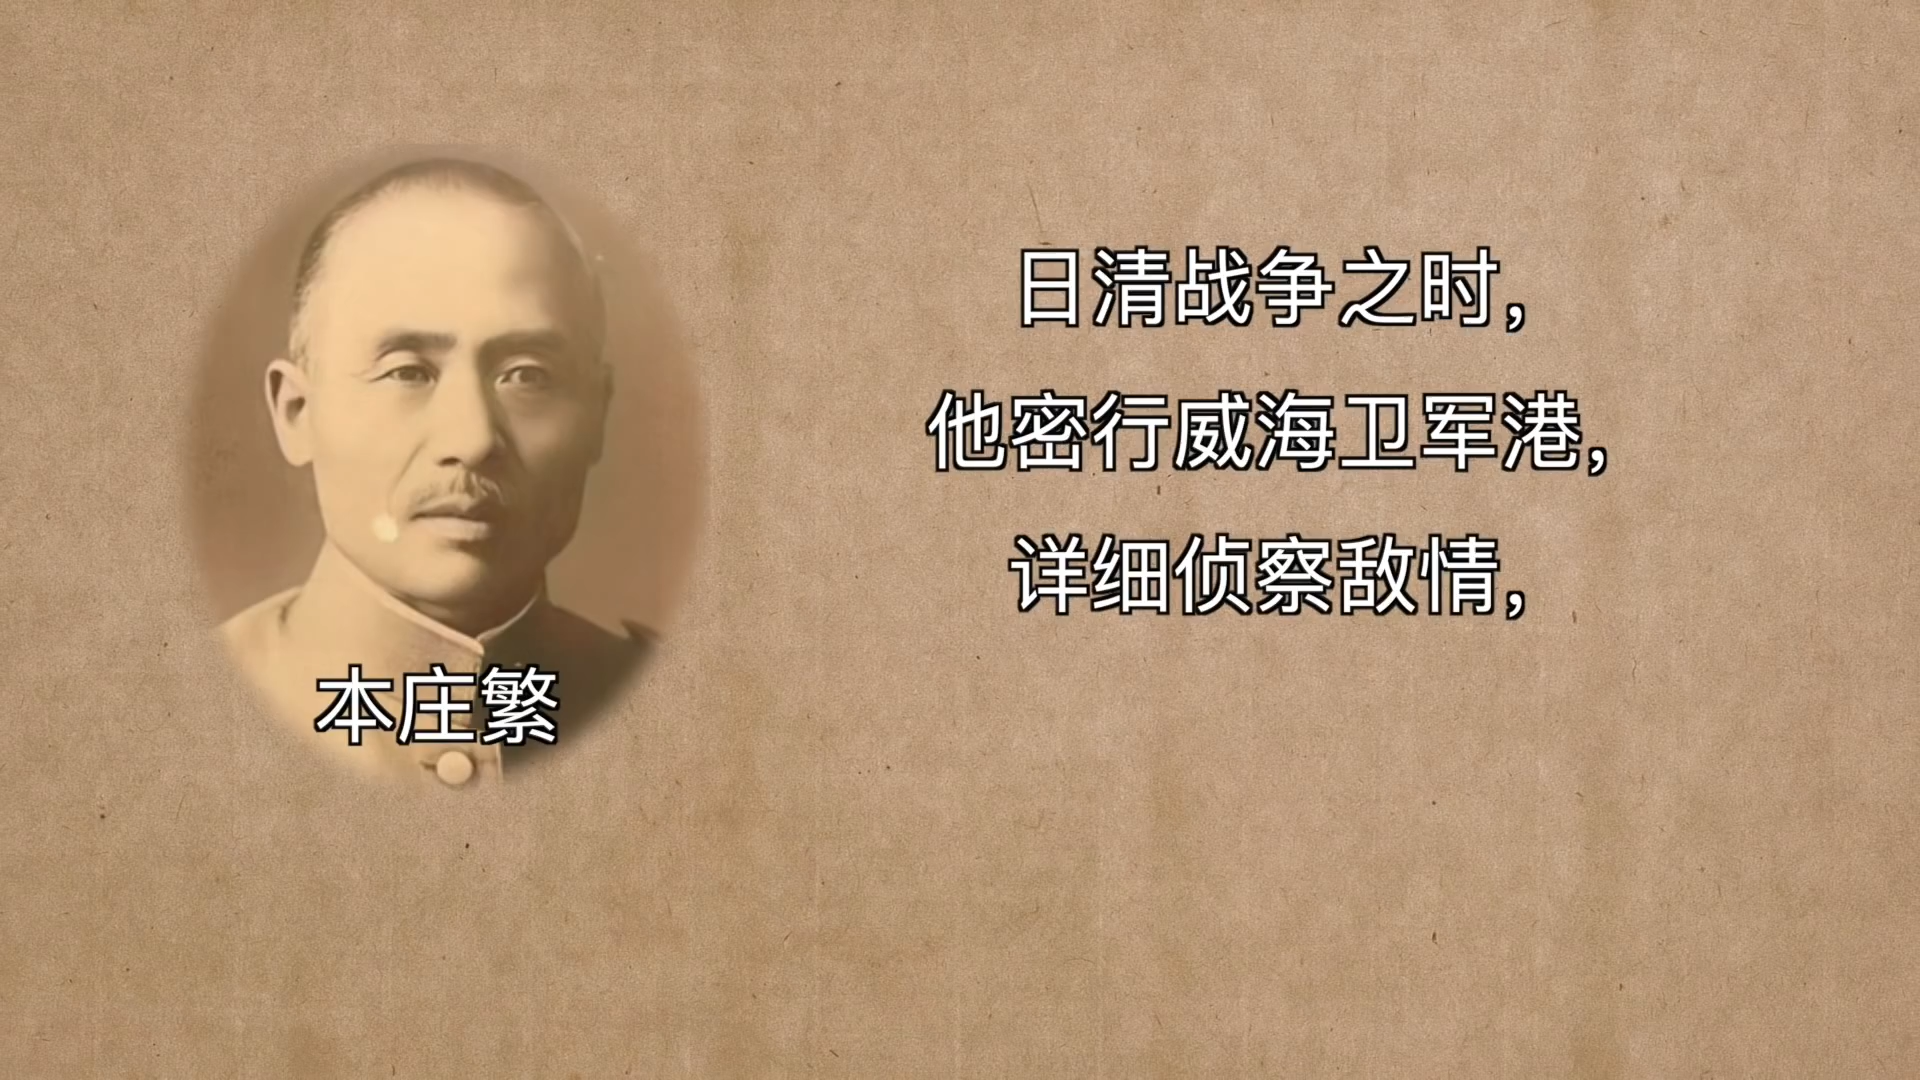 日清战争之时，
他密行威海卫军港，
详细侦察敌情，
本庄繁